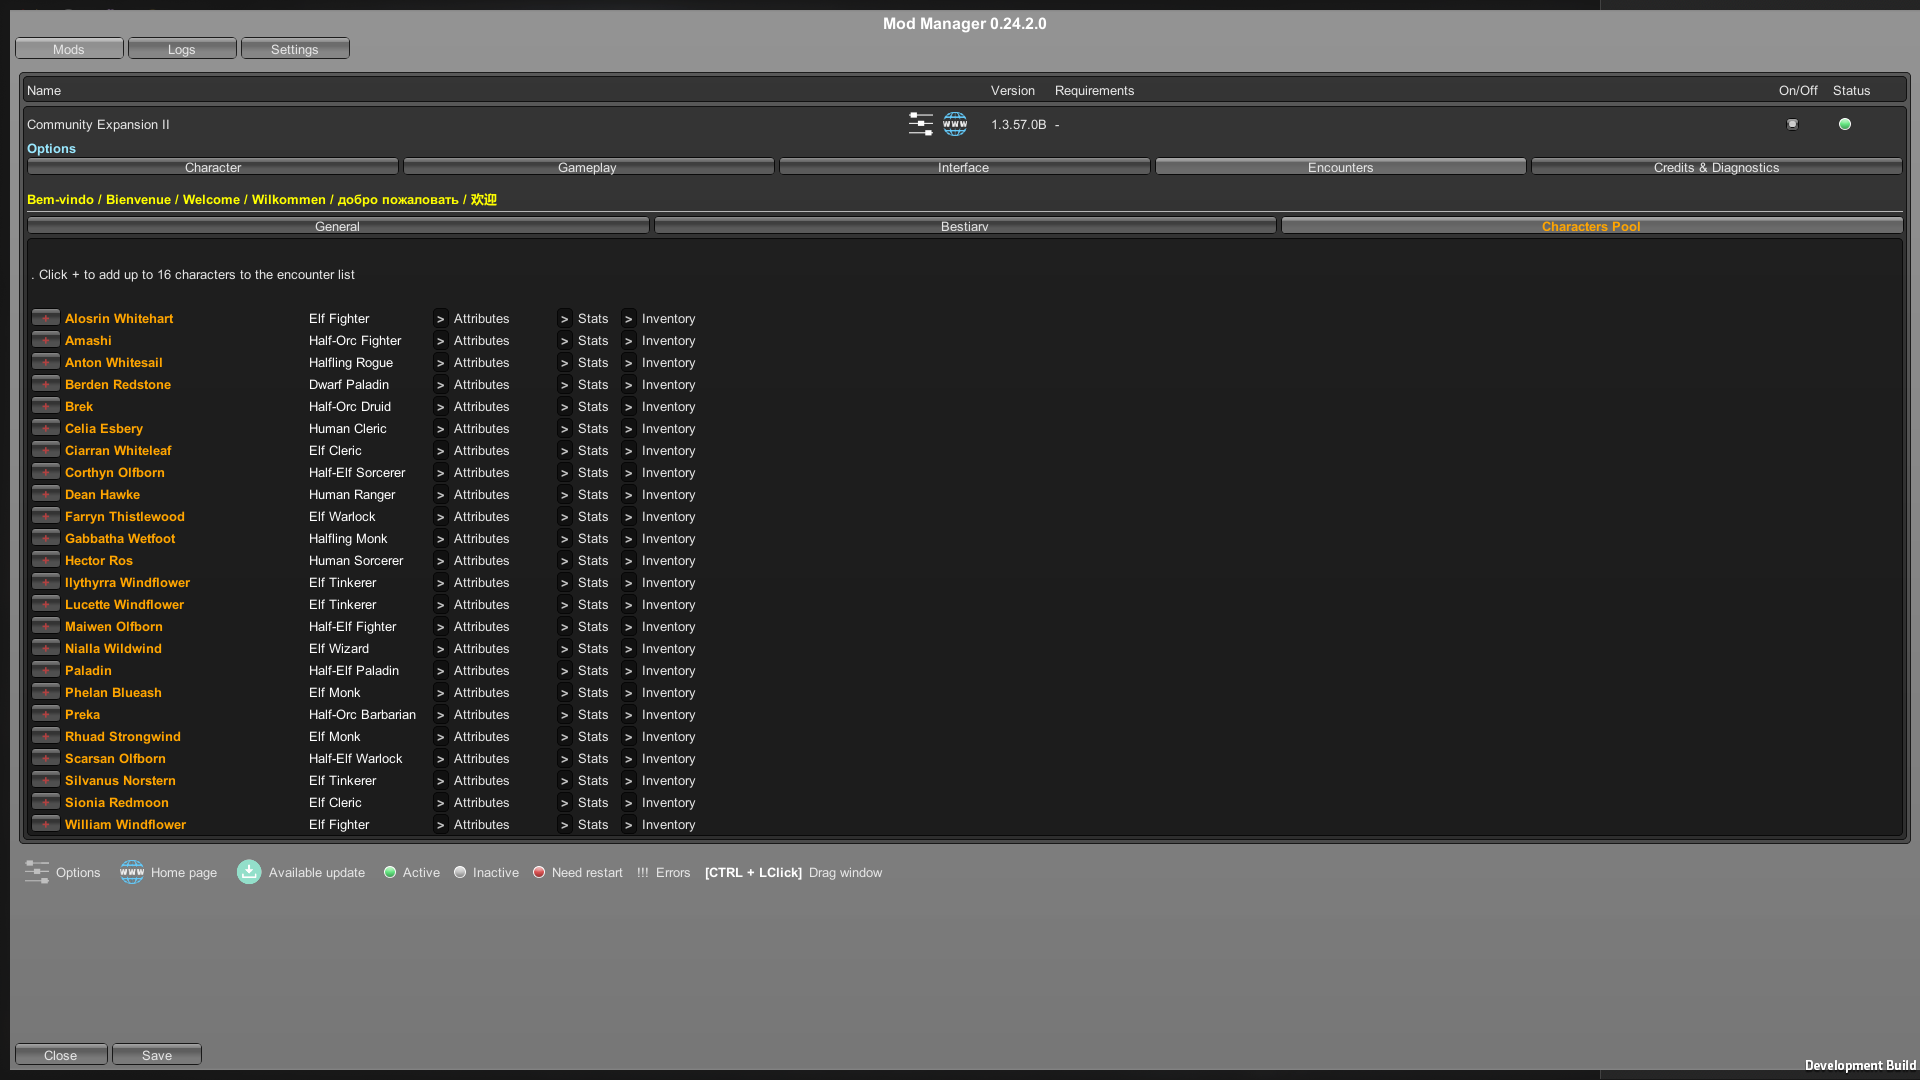 Mod Manager 0.24.2.0
Mods Logs Settings
Name Version Requirements On/Off Status
Community Expansion II www 1.3.57.0B -
Options
Character Gameplay Interface Encounters Credits & Diagnostics
Bem-vindo / Bienvenue / Welcome / Wilkommen / добро пожаловать / 欢迎
General Bestiary Characters Pool
. Click + to add up to 16 characters to the encounter list
+ Alosrin Whitehart Elf Fighter > Attributes > Stats > Inventory
+ Amashi Half-Orc Fighter > Attributes > Stats > Inventory
+ Anton Whitesail Halfling Rogue > Attributes > Stats > Inventory
+ Berden Redstone Dwarf Paladin > Attributes > Stats > Inventory
+ Brek Half-Orc Druid > Attributes > Stats > Inventory
+ Celia Esbery Human Cleric > Attributes > Stats > Inventory
+ Ciarran Whiteleaf Elf Cleric > Attributes > Stats > Inventory
+ Corthyn Olfborn Half-Elf Sorcerer > Attributes > Stats > Inventory
+ Dean Hawke Human Ranger > Attributes > Stats > Inventory
+ Farryn Thistlewood Elf Warlock > Attributes > Stats > Inventory
+ Gabbatha Wetfoot Halfling Monk > Attributes > Stats > Inventory
+ Hector Ros Human Sorcerer > Attributes > Stats > Inventory
+ Ilythyrra Windflower Elf Tinkerer > Attributes > Stats > Inventory
+ Lucette Windflower Elf Tinkerer > Attributes > Stats > Inventory
+ Maiwen Olfborn Half-Elf Fighter > Attributes > Stats > Inventory
+ Nialla Wildwind Elf Wizard > Attributes > Stats > Inventory
+ Paladin Half-Elf Paladin > Attributes > Stats > Inventory
+ Phelan Blueash Elf Monk > Attributes > Stats > Inventory
+ Preka Half-Orc Barbarian > Attributes > Stats > Inventory
+ Rhuad Strongwind Elf Monk > Attributes > Stats > Inventory
+ Scarsan Olfborn Half-Elf Warlock > Attributes > Stats > Inventory
+ Silvanus Norstern Elf Tinkerer > Attributes > Stats > Inventory
+ Sionia Redmoon Elf Cleric > Attributes > Stats > Inventory
+ William Windflower Elf Fighter > Attributes > Stats > Inventory
Options www Home page Available update Active Inactive Need restart !!! Errors [CTRL + LClick] Drag window
Close Save
Development Build